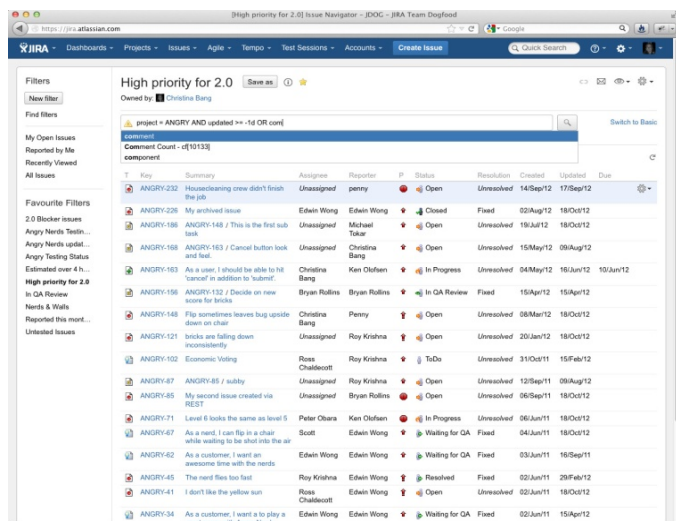 [High priority for 2.0] Issue Navigator - JDOG - JIRA Team Dogfood
https://jira.atlassian.com
Google
JIRA Dashboards Projects Issues Agile Tempo Test Sessions Accounts Create Issue Quick Search
Filters
New filter
Find filters
My Open Issues
Reported by Me
Recently Viewed
All Issues
Favourite Filters
2.0 Blocker issues
Angry Nerds Testin...
Angry Nerds updat...
Angry Testing Status
Estimated over 4 h...
High priority for 2.0
In QA Review
Nerds & Walls
Reported this mont...
Untested Issues
High priority for 2.0 Save as
Owned by: Christina Bang
project = ANGRY AND updated >= -1d OR com
Switch to Basic
comment
Comment Count - cf[10133]
component
T Key Summary Assignee Reporter P Status Resolution Created Updated Due
ANGRY-232 Housecleaning crew didn't finish the job Unassigned penny Open Unresolved 14/Sep/12 17/Sep/12
ANGRY-226 My archived issue Edwin Wong Edwin Wong Closed Fixed 02/Aug/12 18/Oct/12
ANGRY-186 ANGRY-148 / This is the first sub task Unassigned Michael Tokar Open Unresolved 19/Jul/12 18/Oct/12
ANGRY-168 ANGRY-163 / Cancel button look and feel. Unassigned Christina Bang Open Unresolved 15/May/12 09/Aug/12
ANGRY-163 As a user, I should be able to hit 'cancel' in addition to 'submit'. Christina Bang Ken Olofsen In Progress Unresolved 04/May/12 16/Jun/12 10/Jun/12
ANGRY-156 ANGRY-132 / Decide on new score for bricks Bryan Rollins Bryan Rollins In QA Review Fixed 15/Apr/12 15/Apr/12
ANGRY-148 Flip sometimes leaves bug upside down on chair Christina Bang Penny Open Unresolved 08/Mar/12 18/Oct/12
ANGRY-121 bricks are falling down inconsistently Unassigned Roy Krishna Open Unresolved 20/Jan/12 18/Oct/12
ANGRY-102 Economic Voting Ross Chaldecott Roy Krishna ToDo Unresolved 31/Oct/11 15/Feb/12
ANGRY-87 ANGRY-85 / subby Unassigned Roy Krishna Open Unresolved 12/Sep/11 09/Aug/12
ANGRY-85 My second issue created via REST Unassigned Bryan Rollins Open Unresolved 06/Sep/11 18/Oct/12
ANGRY-71 Level 6 looks the same as level 5 Peter Obara Ken Olofsen In Progress Unresolved 06/Jun/11 18/Oct/12
ANGRY-67 As a nerd, I can flip in a chair while waiting to be shot into the air Scott Edwin Wong Waiting for QA Fixed 04/Jun/11 18/Oct/12
ANGRY-62 As a customer, I want an awesome time with the nerds Edwin Wong Edwin Wong Waiting for QA Fixed 03/Jun/11 16/Sep/11
ANGRY-45 The nerd flies too fast Roy Krishna Edwin Wong Resolved Fixed 02/Jun/11 29/Feb/12
ANGRY-41 I don't like the yellow sun Ross Chaldecott Edwin Wong Open Unresolved 02/Jun/11 18/Oct/12
ANGRY-34 As a customer, I want a to play a Edwin Wong Edwin Wong Waiting for QA Fixed 02/Jun/11 15/Apr/12